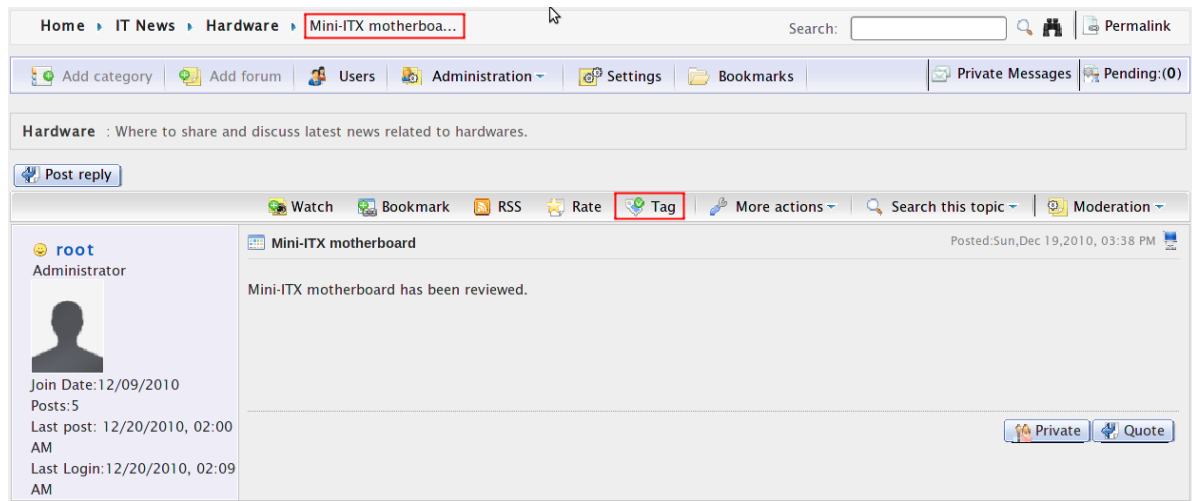 Home IT News Hardware Mini-ITX motherboa... Search: Permalink
Add category Add forum Users Administration Settings Bookmarks Private Messages Pending:(0)
Hardware : Where to share and discuss latest news related to hardwares.
Post reply
Watch Bookmark RSS Rate Tag More actions Search this topic Moderation
root
Administrator
Join Date:12/09/2010
Posts:5
Last post: 12/20/2010, 02:00
AM
Last Login:12/20/2010, 02:09
AM
Mini-ITX motherboard Posted:Sun,Dec 19,2010, 03:38 PM
Mini-ITX motherboard has been reviewed.
Private Quote